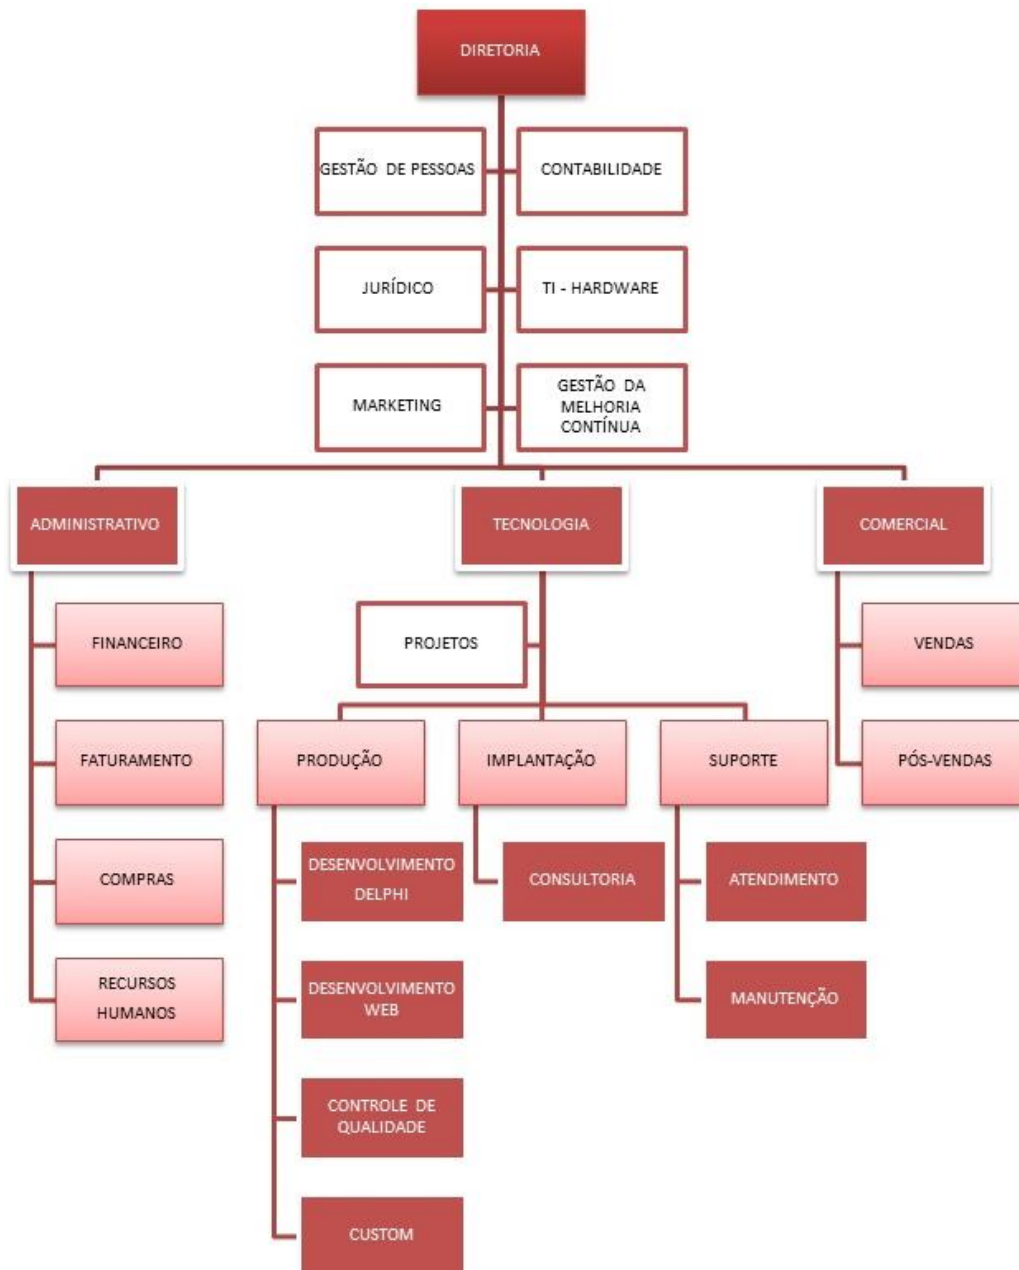 DIRETORIA
GESTÃO DE PESSOAS
CONTABILIDADE
JURÍDICO
TI - HARDWARE
MARKETING
GESTÃO DA
MELHORIA
CONTÍNUA
ADMINISTRATIVO
TECNOLOGIA
COMERCIAL
FINANCEIRO
PROJETOS
VENDAS
FATURAMENTO
PRODUÇÃO
IMPLANTAÇÃO
SUPORTE
PÓS-VENDAS
COMPRAS
DESENVOLVIMENTO
DELPHI
CONSULTORIA
ATENDIMENTO
RECURSOS
HUMANOS
DESENVOLVIMENTO
WEB
MANUTENÇÃO
CONTROLE DE
QUALIDADE
CUSTOM